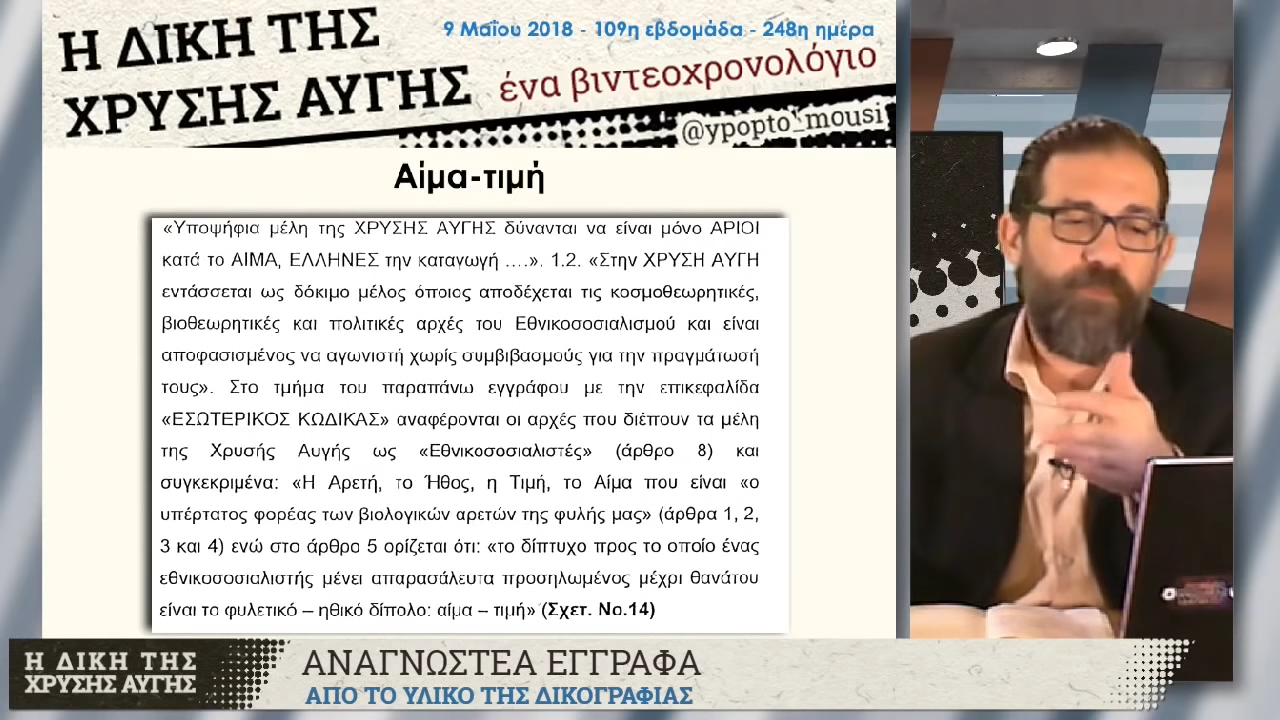 Η ΔΙΚΗ ΤΗΣ
ΧΡΥΣΗΣ ΑΥΓΗΣ
9 Μαΐου 2018 - 109η εβδομάδα - 248η ημέρα
ένα βιντεοχρονολόγιο
@ypopto_mousi
Αίμα-τιμή
«Υποψήφια μέλη της ΧΡΥΣΗΣ ΑΥΓΗΣ δύνανται να είναι μόνο ΑΡΙΟΙ
κατά το ΑΙΜΑ, ΕΛΛΗΝΕΣ την καταγωγή ….». 1.2. «Στην ΧΡΥΣΗ ΑΥΓΗ
εντάσσεται ως δόκιμο μέλος όποιος αποδέχεται τις κοσμοθεωρητικές,
βιοθεωρητικές και πολιτικές αρχές του Εθνικοσοσιαλισμού και είναι
αποφασισμένος να αγωνιστή χωρίς συμβιβασμούς για την πραγμάτωσή
τους». Στο τμήμα του παραπάνω εγγράφου με την επικεφαλίδα
«ΕΣΩΤΕΡΙΚΟΣ ΚΩΔΙΚΑΣ» αναφέρονται οι αρχές που διέπουν τα μέλη
της Χρυσής Αυγής ως «Εθνικοσοσιαλιστές» (άρθρο 8) και
συγκεκριμένα: «Η Αρετή, το Ήθος, η Τιμή, το Αίμα που είναι «ο
υπέρτατος φορέας των βιολογικών αρετών της φυλής μας» (άρθρα 1, 2,
3 και 4) ενώ στο άρθρο 5 ορίζεται ότι: «το δίπτυχο προς το οποίο ένας
εθνικοσοσιαλιστής μένει απαρασάλευτα προσηλωμένος μέχρι θανάτου
είναι το φυλετικό – ηθικό δίπολο: αίμα – τιμή» (Σχετ. Νο.14)
Η ΔΙΚΗ ΤΗΣ
ΧΡΥΣΗΣ ΑΥΓΗΣ
ΑΝΑΓΝΩΣΤΕΑ ΕΓΓΡΑΦΑ
ΑΠΟ ΤΟ ΥΛΙΚΟ ΤΗΣ ΔΙΚΟΓΡΑΦΙΑΣ